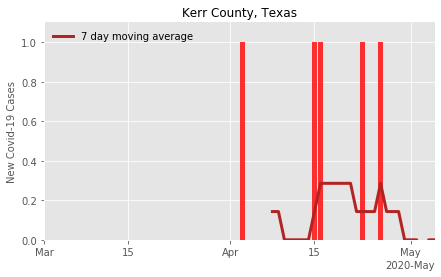 Kerr County, Texas
7 day moving average
New Covid-19 Cases
1.0
0.8
0.6
0.4
0.2
0.0
Mar
15
Apr
15
May
2020-May